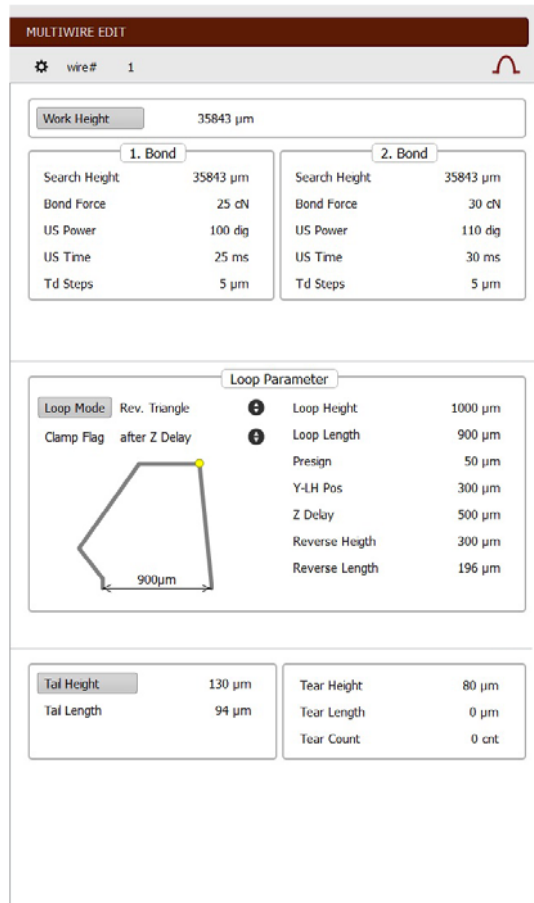 MULTIWIRE EDIT
wire# 1
Work Height 35843 µm
1. Bond
Search Height 35843 µm
Bond Force 25 cN
US Power 100 dig
US Time 25 ms
Td Steps 5 µm
2. Bond
Search Height 35843 µm
Bond Force 30 cN
US Power 110 dig
US Time 30 ms
Td Steps 5 µm
Loop Parameter
Loop Mode Rev. Triangle
Clamp Flag after Z Delay
900µm
Loop Height 1000 µm
Loop Length 900 µm
Presign 50 µm
Y-LH Pos 300 µm
Z Delay 500 µm
Reverse Heigth 300 µm
Reverse Length 196 µm
Tail Height 130 µm
Tail Length 94 µm
Tear Height 80 µm
Tear Length 0 µm
Tear Count 0 cnt